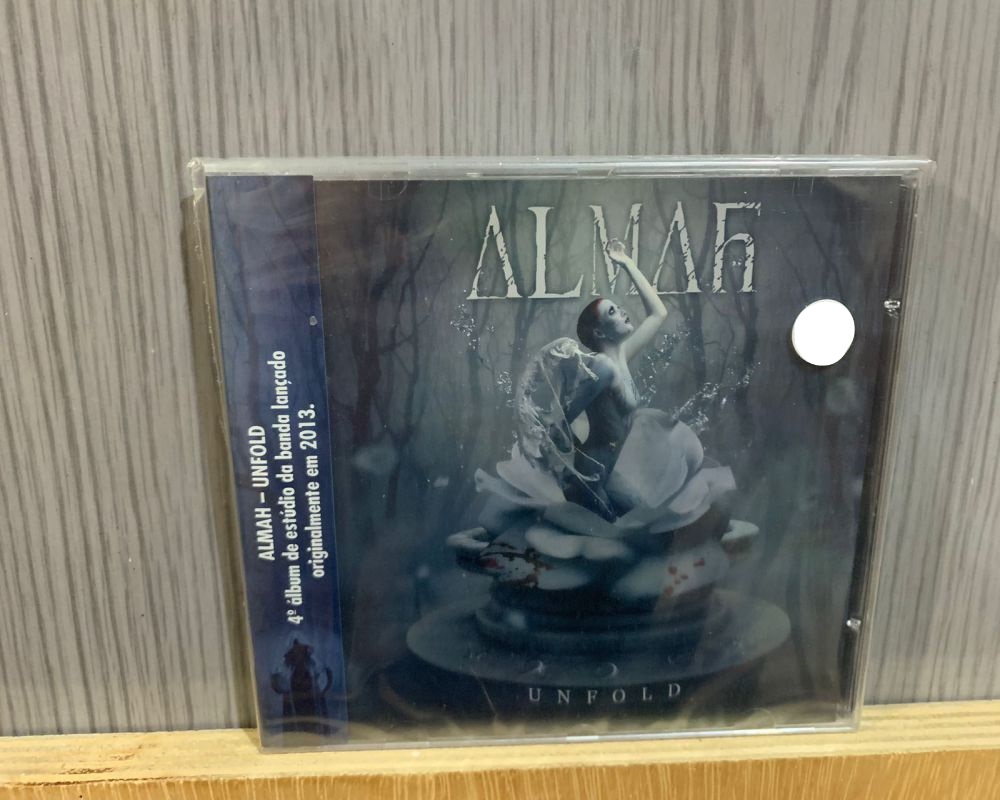 ALMAH
ALMAH – UNFOLD
4º álbum de estúdio da banda lançado
originalmente em 2013.
UNFOLD